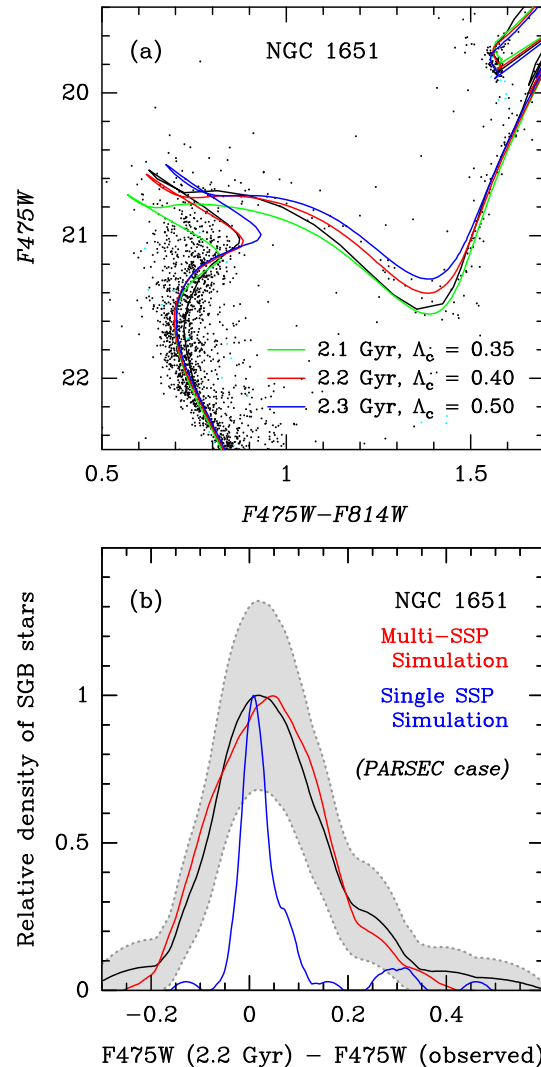 (a)
NGC 1651
20
21
22
F475W
2.1 Gyr, Λc = 0.35
2.2 Gyr, Λc = 0.40
2.3 Gyr, Λc = 0.50
0.5
1
1.5
F475W−F814W
(b)
NGC 1651
Multi−SSP
Simulation
Single SSP
Simulation
(PARSEC case)
1
0.5
0
Relative density of SGB stars
−0.2
0
0.2
0.4
F475W (2.2 Gyr) − F475W (observed)